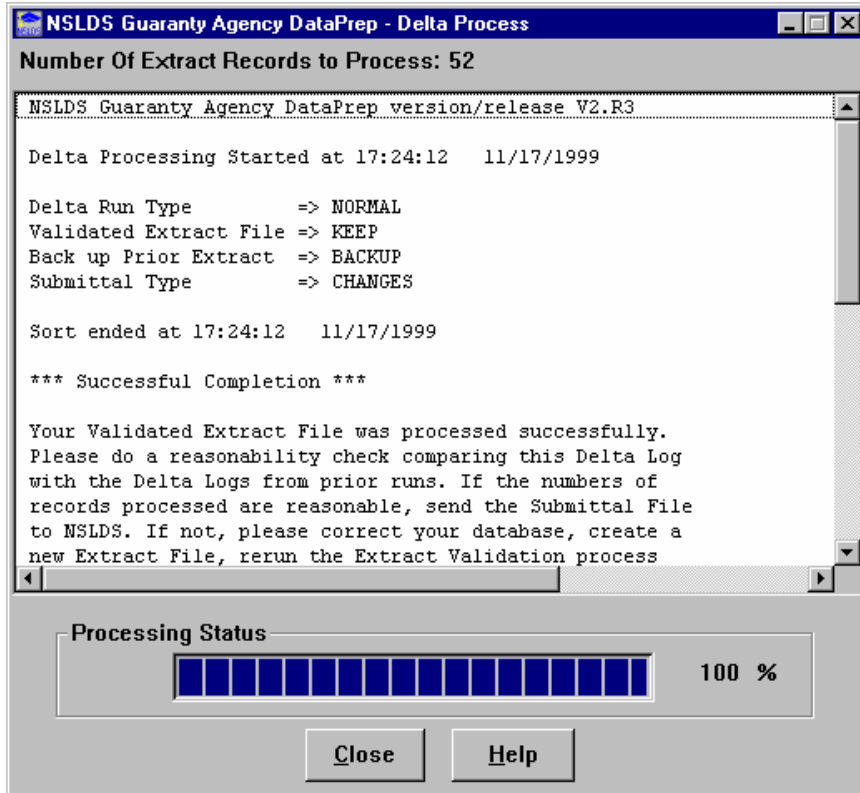 NSLDS Guaranty Agency DataPrep - Delta Process
Number Of Extract Records to Process: 52
NSLDS Guaranty Agency DataPrep version/release V2.R3
Delta Processing Started at 17:24:12   11/17/1999
Delta Run Type          => NORMAL
Validated Extract File => KEEP
Back up Prior Extract  => BACKUP
Submittal Type         => CHANGES
Sort ended at 17:24:12   11/17/1999
*** Successful Completion ***
Your Validated Extract File was processed successfully.
Please do a reasonability check comparing this Delta Log
with the Delta Logs from prior runs. If the numbers of
records processed are reasonable, send the Submittal File
to NSLDS. If not, please correct your database, create a
new Extract File, rerun the Extract Validation process
Processing Status
100 %
Close
Help